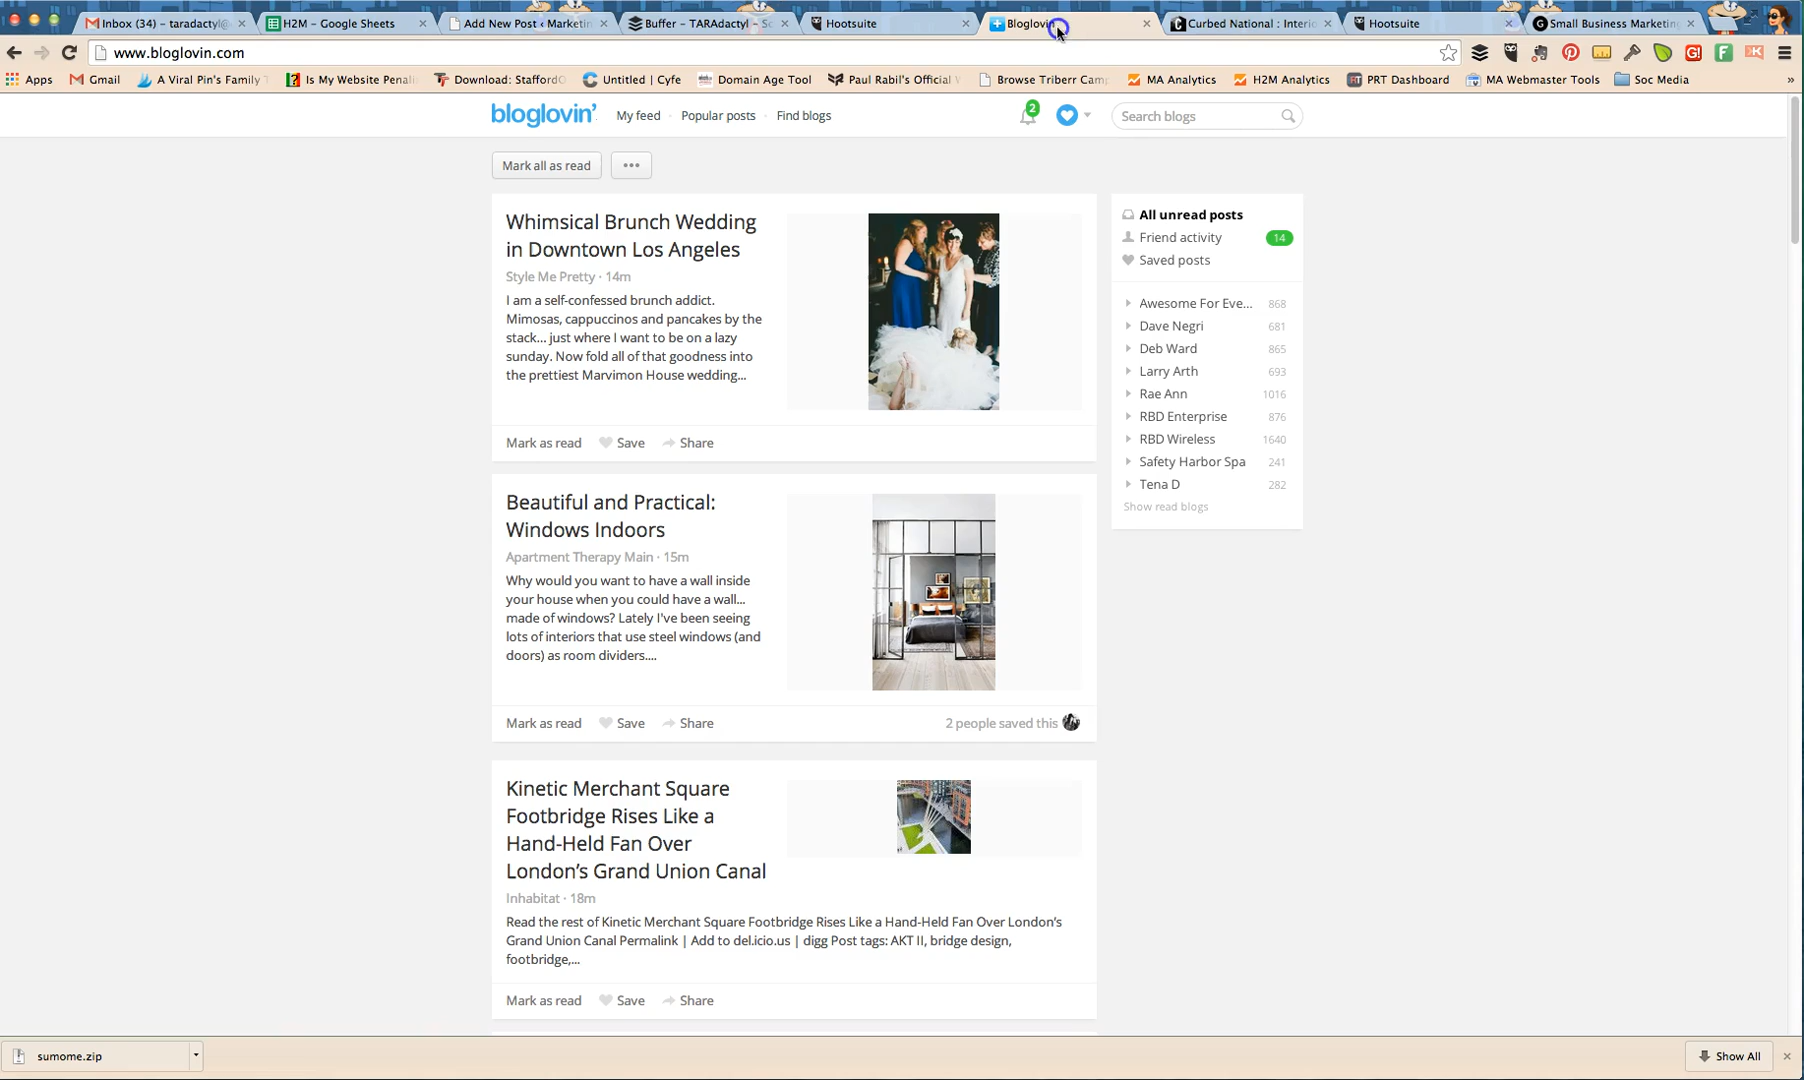 Inbox (34) – taradactyl@
H2M – Google Sheets
Add New Post ‹ Marketin
Buffer – TARAdactyl – So
Hootsuite
Bloglovin
Curbed National : Interio
Hootsuite
Small Business Marketing
www.bloglovin.com
Apps
Gmail
A Viral Pin's Family T
Is My Website Penali
Download: StaffordO
Untitled | Cyfe
Domain Age Tool
Paul Rabil's Official W
Browse Triberr Camp
MA Analytics
H2M Analytics
PRT Dashboard
MA Webmaster Tools
Soc Media
»
bloglovin'
My feed
Popular posts
Find blogs
2
Search blogs
Mark all as read
Whimsical Brunch Wedding
in Downtown Los Angeles
Style Me Pretty · 14m
I am a self-confessed brunch addict.
Mimosas, cappuccinos and pancakes by the
stack... just where I want to be on a lazy
sunday. Now fold all of that goodness into
the prettiest Marvimon House wedding...
Mark as read
Save
Share
Beautiful and Practical:
Windows Indoors
Apartment Therapy Main · 15m
Why would you want to have a wall inside
your house when you could have a wall...
made of windows? Lately I've been seeing
lots of interiors that use steel windows (and
doors) as room dividers....
Mark as read
Save
Share
2 people saved this
Kinetic Merchant Square
Footbridge Rises Like a
Hand-Held Fan Over
London's Grand Union Canal
Inhabitat · 18m
Read the rest of Kinetic Merchant Square Footbridge Rises Like a Hand-Held Fan Over London's
Grand Union Canal Permalink | Add to del.icio.us | digg Post tags: AKT II, bridge design,
footbridge,...
Mark as read
Save
Share
All unread posts
Friend activity 14
Saved posts
Awesome For Eve... 868
Dave Negri 681
Deb Ward 865
Larry Arth 693
Rae Ann 1016
RBD Enterprise 876
RBD Wireless 1640
Safety Harbor Spa 241
Tena D 282
Show read blogs
sumome.zip
Show All